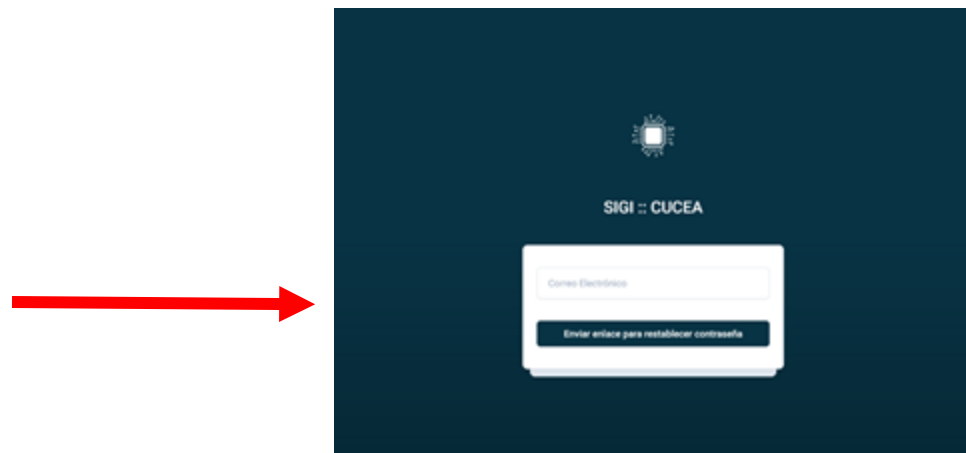 SIGI :: CUCEA
Correo Electrónico
Enviar enlace para restablecer contraseña